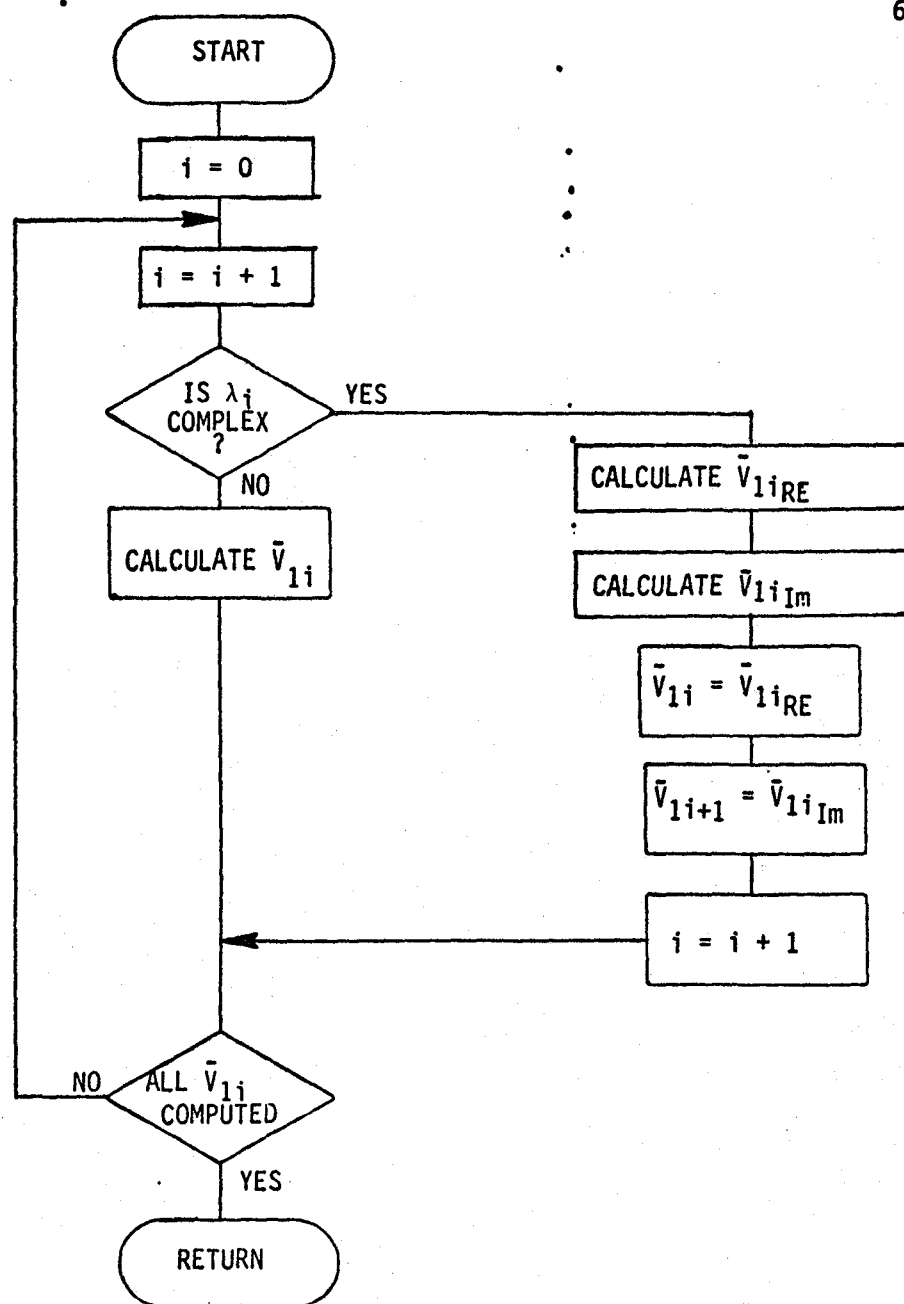 6
START
i = 0
i = i + 1
IS λi
COMPLEX
?
YES
NO
CALCULATE V̄1i
CALCULATE V̄1iRE
CALCULATE V̄1iIm
V̄1i = V̄1iRE
V̄1i+1 = V̄1iIm
i = i + 1
ALL V̄1i
COMPUTED
NO
YES
RETURN